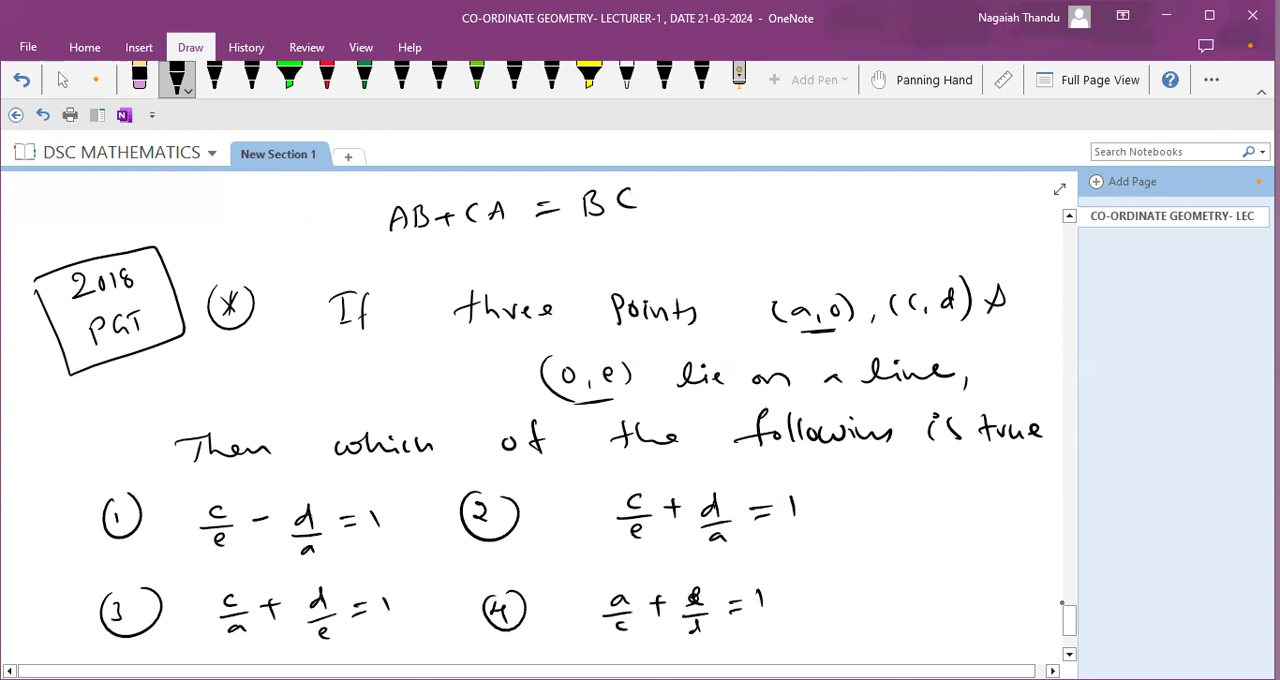 CO-ORDINATE GEOMETRY- LECTURER-1 , DATE 21-03-2024 - OneNote
Nagaiah Thandu
File Home Insert Draw History Review View Help
Add Pen Panning Hand Full Page View
DSC MATHEMATICS New Section 1 Search Notebooks
Add Page
CO-ORDINATE GEOMETRY- LEC
AB + CA = BC
2018
PGT
* If three points (a,0), (c,d) &
(0,e) lie on a line,
Then which of the following is true
1 c/e - d/a = 1 2 c/e + d/a = 1
3 c/a + d/e = 1 4 a/c + e/d = 1